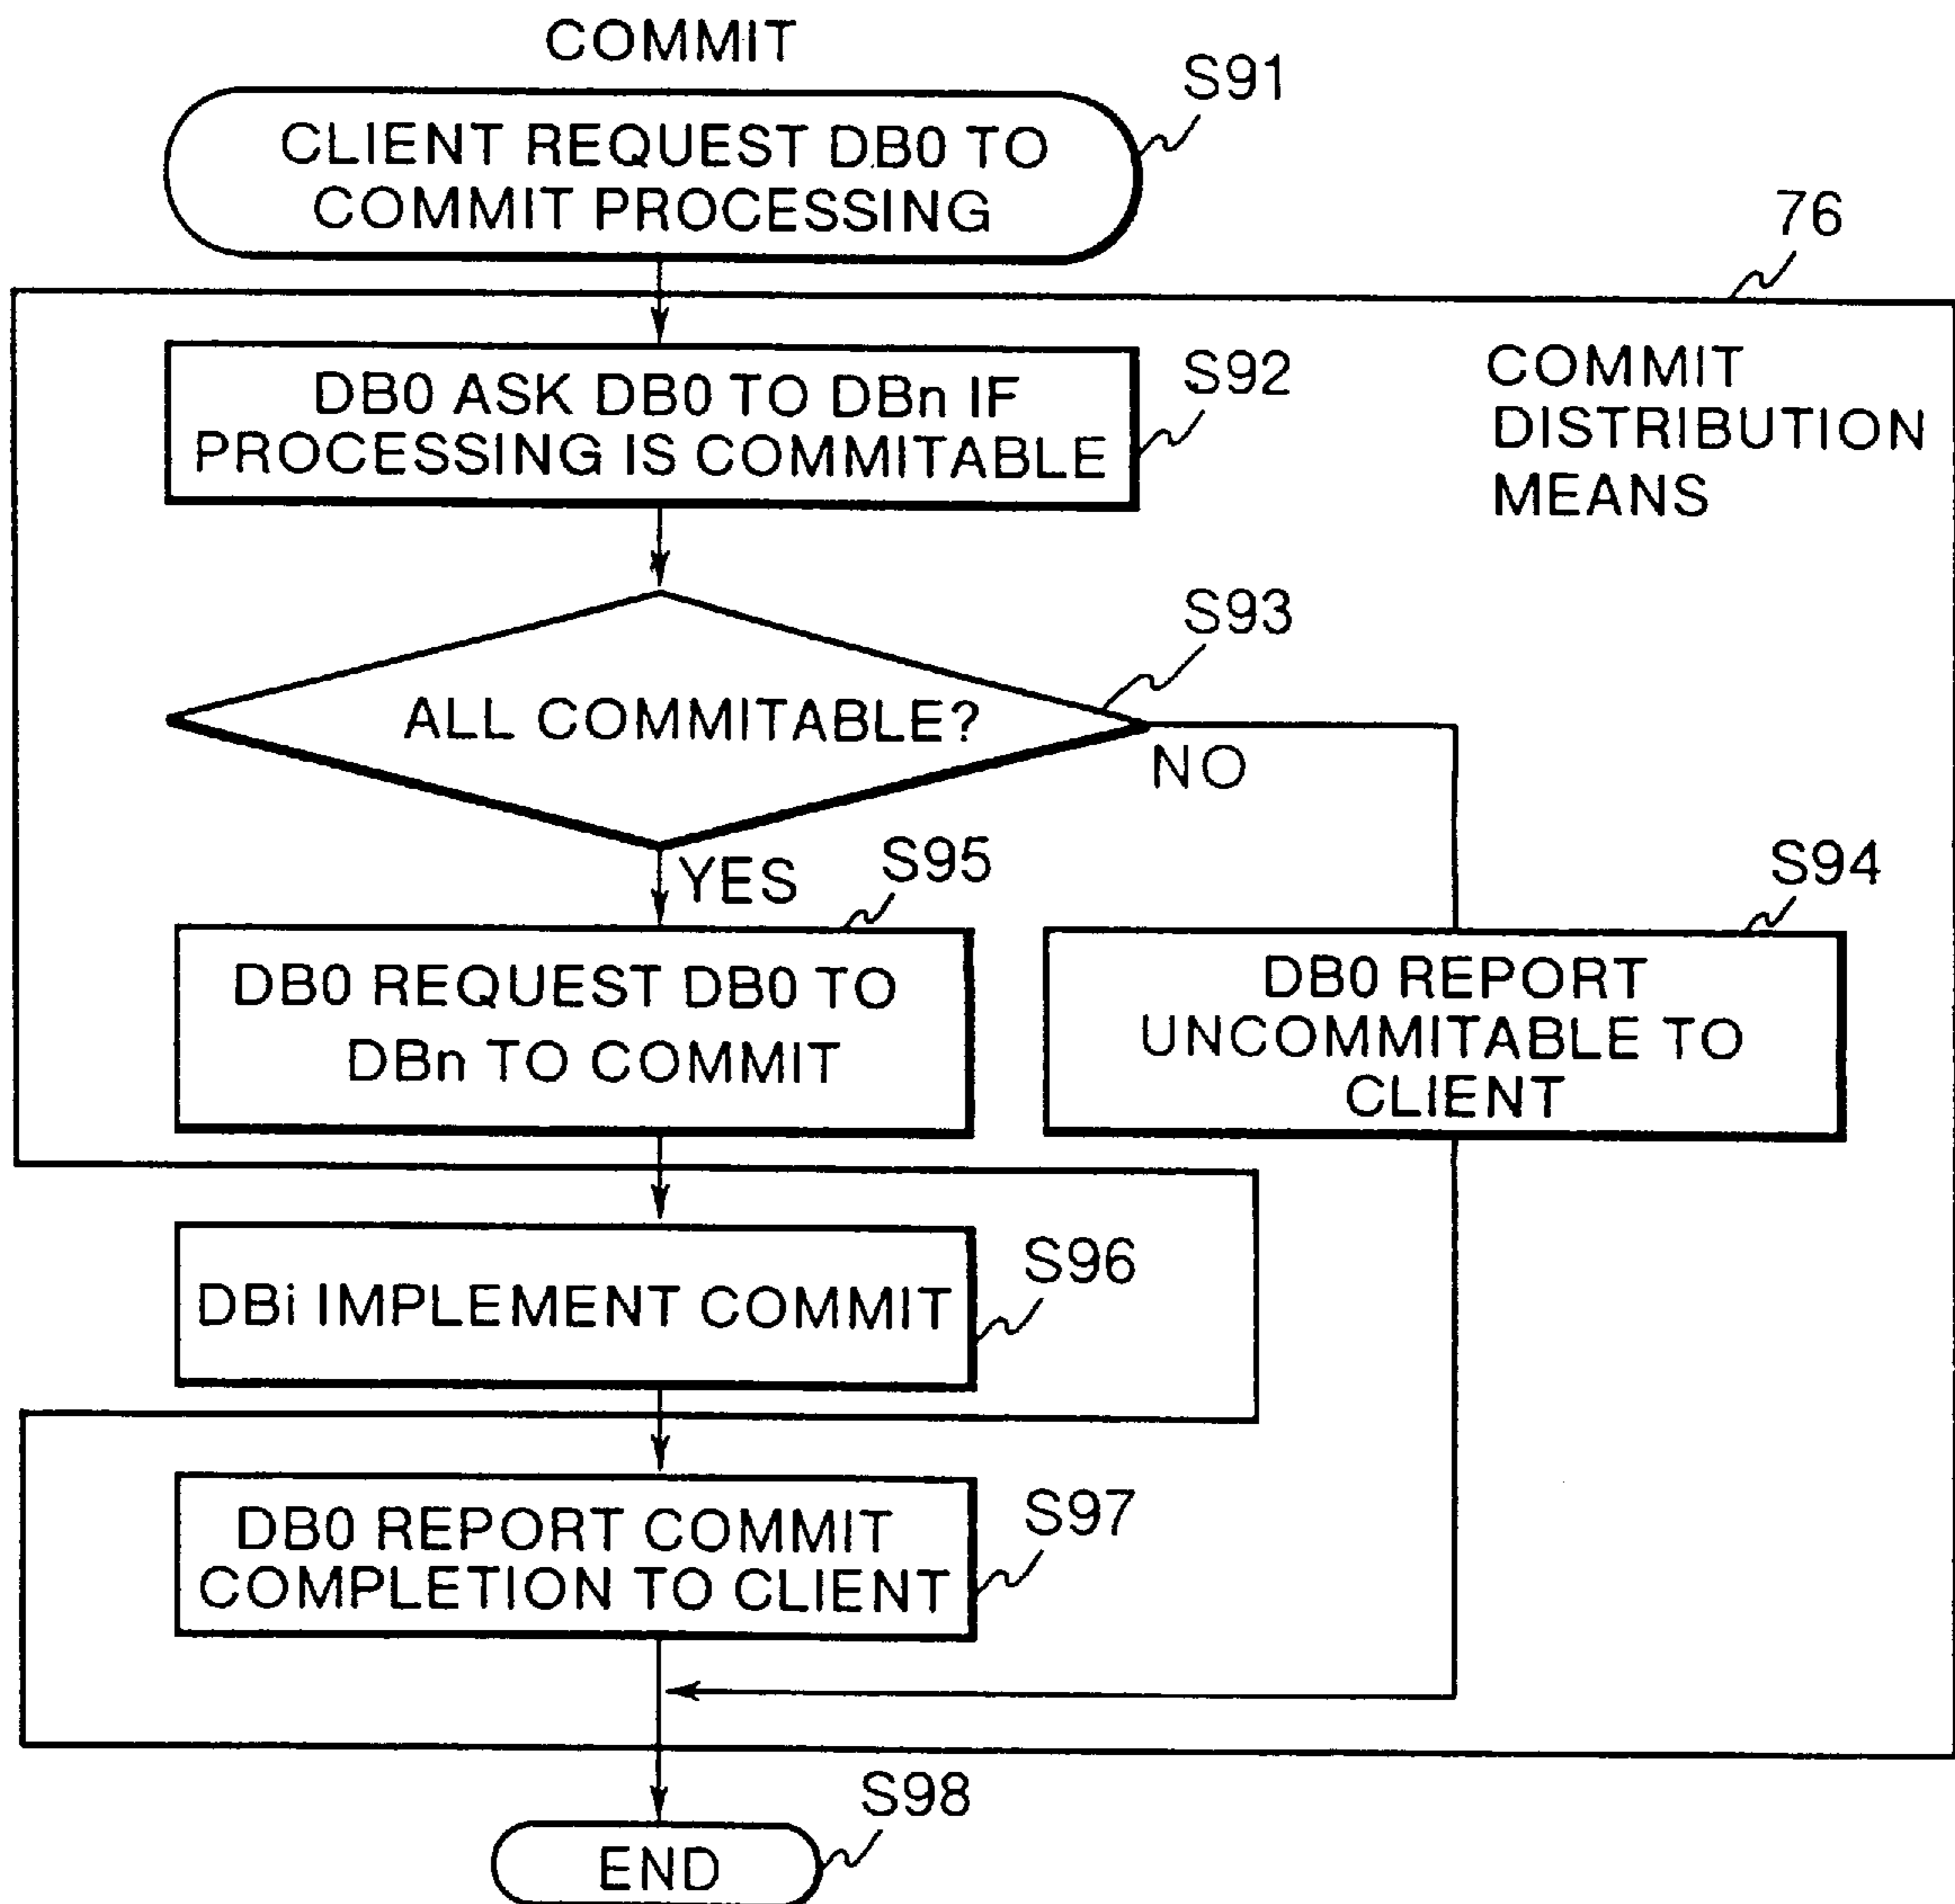 COMMIT
S91
CLIENT REQUEST DB0 TO
COMMIT PROCESSING
76
S92
DB0 ASK DB0 TO DBn IF
PROCESSING IS COMMITABLE
COMMIT
DISTRIBUTION
MEANS
S93
ALL COMMITABLE?
NO
YES
S95
S94
DB0 REQUEST DB0 TO
DBn TO COMMIT
DB0 REPORT
UNCOMMITABLE TO
CLIENT
S96
DBi IMPLEMENT COMMIT
S97
DB0 REPORT COMMIT
COMPLETION TO CLIENT
S98
END